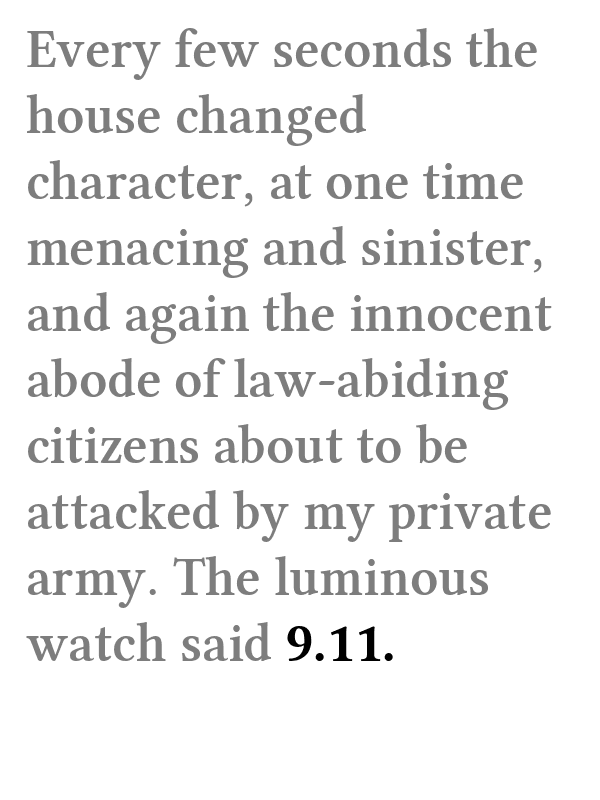 Every few seconds the
house changed
character, at one time
menacing and sinister,
and again the innocent
abode of law-abiding
citizens about to be
attacked by my private
army. The luminous
watch said 9.11.